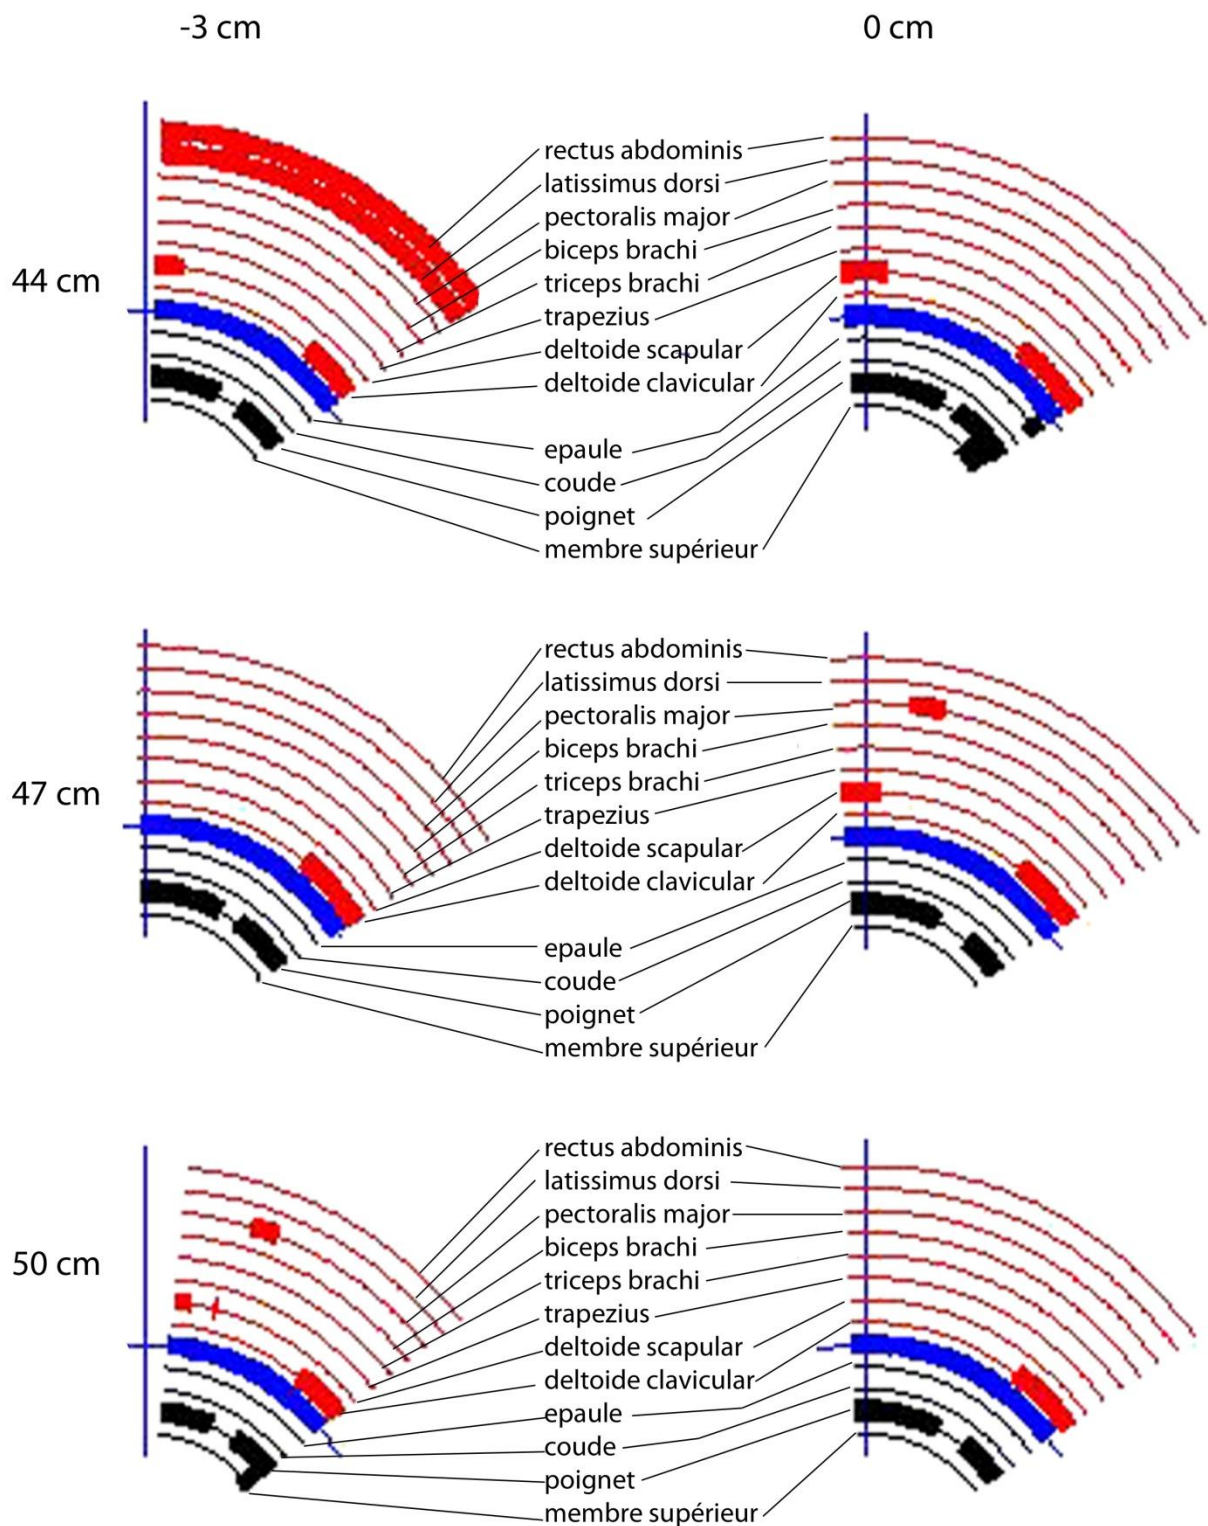 -3 cm 0 cm
rectus abdominis
latissimus dorsi
pectoralis major
biceps brachi
44 cm triceps brachi
trapezius
deltoide scapular
deltoide clavicular
epaule
coude
poignet
membre supérieur
rectus abdominis
latissimus dorsi
pectoralis major
biceps brachi
47 cm triceps brachi
trapezius
deltoide scapular
deltoide clavicular
epaule
coude
poignet
membre supérieur
rectus abdominis
latissimus dorsi
pectoralis major
biceps brachi
50 cm triceps brachi
trapezius
deltoide scapular
deltoide clavicular
epaule
coude
poignet
membre supérieur